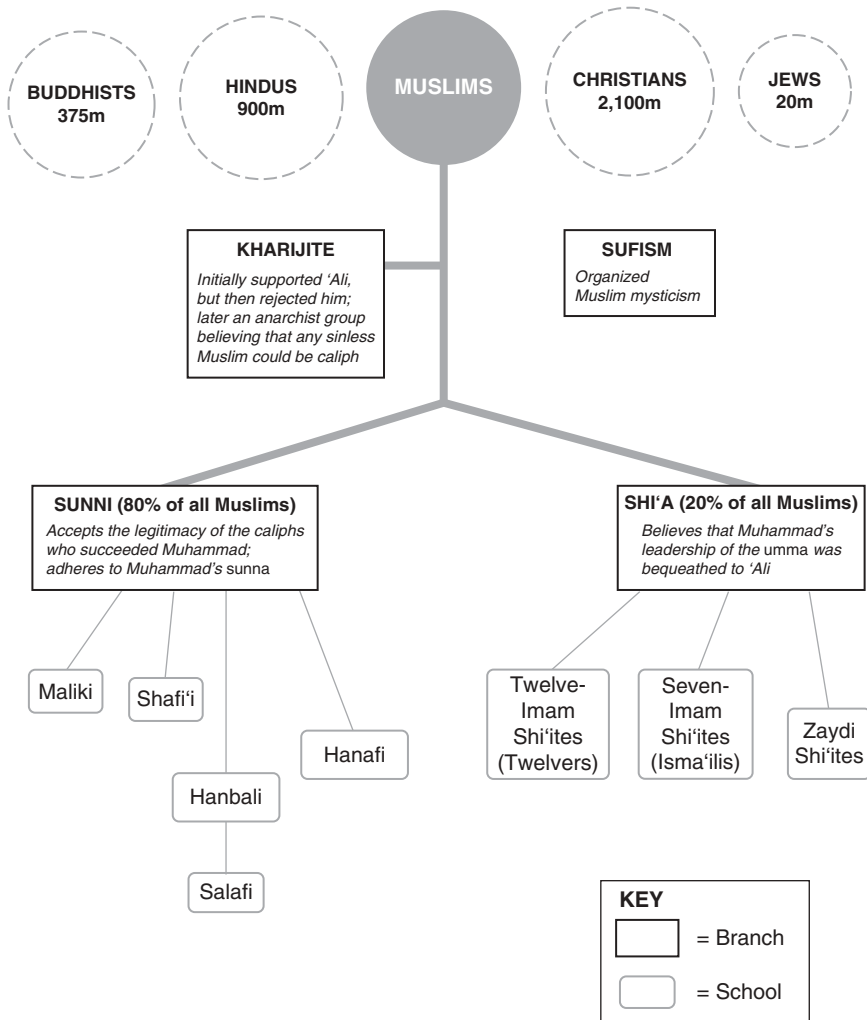 BUDDHISTS
375m
HINDUS
900m
MUSLIMS
CHRISTIANS
2,100m
JEWS
20m
KHARIJITE
Initially supported ‘Ali,
but then rejected him;
later an anarchist group
believing that any sinless
Muslim could be caliph
SUFISM
Organized
Muslim mysticism
SUNNI (80% of all Muslims)
Accepts the legitimacy of the caliphs
who succeeded Muhammad;
adheres to Muhammad’s sunna
SHI‘A (20% of all Muslims)
Believes that Muhammad’s
leadership of the umma was
bequeathed to ‘Ali
Maliki
Shafi‘i
Hanbali
Salafi
Hanafi
Twelve-
Imam
Shi‘ites
(Twelvers)
Seven-
Imam
Shi‘ites
(Isma‘ilis)
Zaydi
Shi‘ites
KEY
= Branch
= School